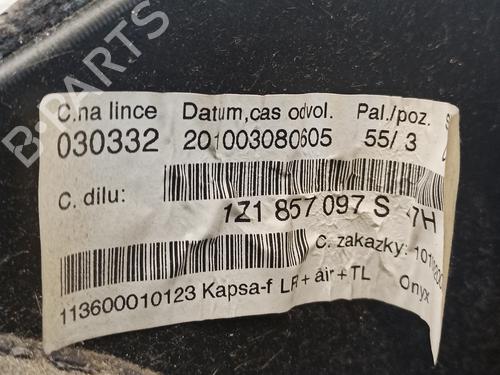 B-PARTS
C.na lince Datum,cas odvol. Pal./poz.
030332 201003080605 55/ 3
C. dilu:
1Z1 857 097 S
C. zakazky:
113600010123 Kapsa-f LR + air + TL Onyx